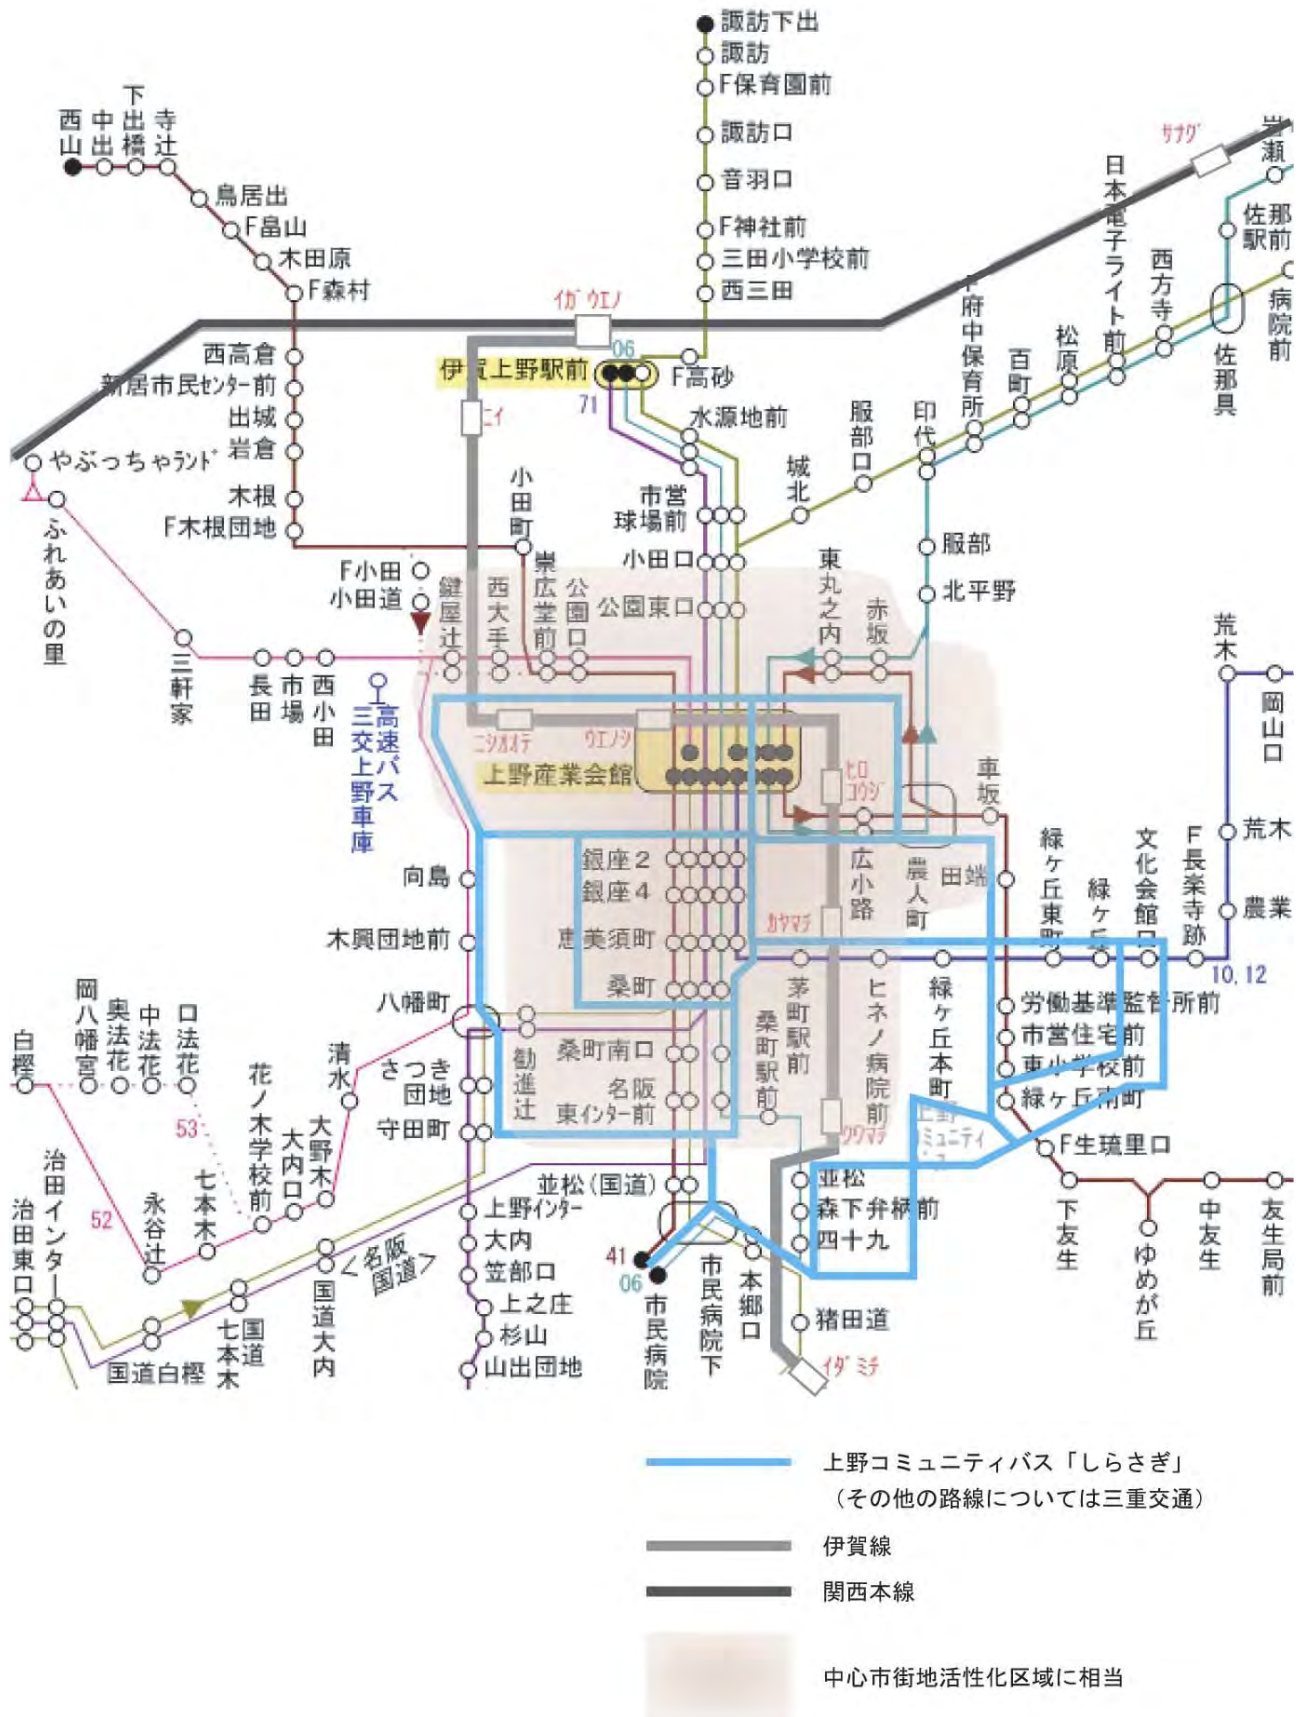 諏訪下出
諏訪
F保育園前
諏訪口
音羽口
F神社前
三田小学校前
西三田
西山
中出
下出橋
寺辻
鳥居出
F畠山
木田原
F森村
西高倉
新居市民センター前
出城
岩倉
木根
F木根団地
イガウエノ
06
伊賀上野駅前
71
F高砂
水源地前
ニイ
サナグ
岩瀬
佐那
駅前
病院前
佐那具
西方寺
日本電子ライト前
松原
百町
府中保育所
印代
服部口
城北
市営
球場前
小田口
公園東口
服部
北平野
やぶっちゃランド
ふれあいの里
三軒家
長田
市場
西小田
小田町
F小田
小田道
鍵屋辻
西大手
崇広堂前
公園口
東丸之内
赤坂
高速バス
三交上野車庫
ニシオオテ
ウエノシ
上野産業会館
ヒロ
コウジ
車坂
荒木
岡山口
荒木
農業
向島
木興団地前
八幡町
銀座2
銀座4
恵美須町
桑町
カヤマチ
広小路
農人町
田端
緑ヶ丘東町
緑ヶ丘
文化会館口
F長楽寺跡
10,12
茅町駅前
ヒネノ病院前
緑ヶ丘本町
労働基準監督所前
市営住宅前
東小学校前
緑ヶ丘南町
F生琉里口
下友生
ゆめが丘
中友生
友生局前
白樫
岡八幡宮
奥法花
中法花
口法花
53
花ノ木学校前
大内口
大野木
清水
52
永谷辻
七本木
治田インター
治田東口
国道白樫
国道
七本木
国道大内
<名阪
国道>
さつき
団地
守田町
勧進辻
桑町南口
名阪
東インター前
桑町駅前
クワマチ
上野
ミュニティ
上野インター
大内
笠部口
上之庄
杉山
山出団地
並松(国道)
41
06
市民病院
市民病院下
本郷口
並松
森下弁柄前
四十九
猪田道
イダミチ
上野コミュニティバス「しらさぎ」
(その他の路線については三重交通)
伊賀線
関西本線
中心市街地活性化区域に相当